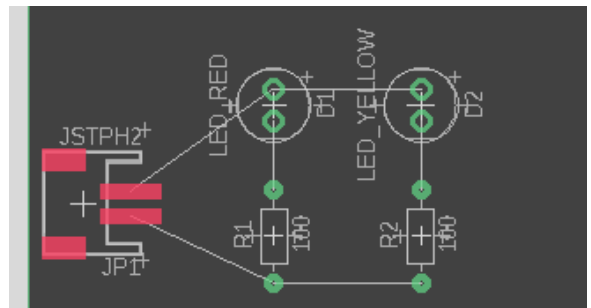 JSTPH2
JP1
LED_RED
D1
LED_YELLOW
D2
R1
100
R2
100